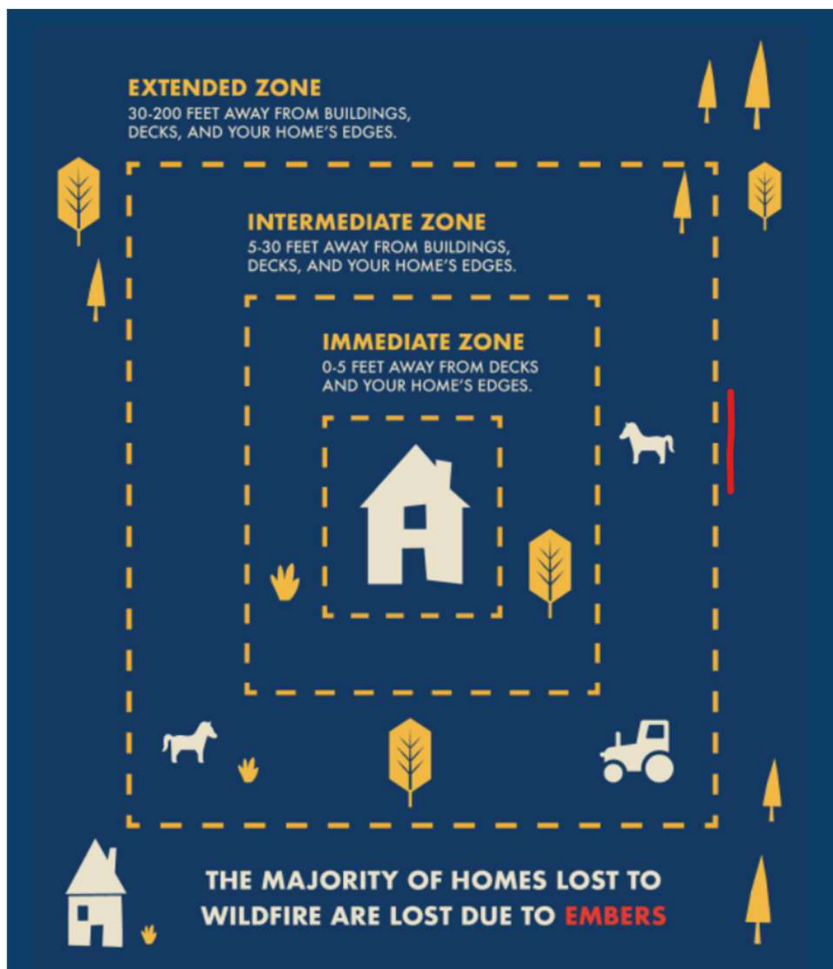 EXTENDED ZONE
30-200 FEET AWAY FROM BUILDINGS,
DECKS, AND YOUR HOME'S EDGES.
INTERMEDIATE ZONE
5-30 FEET AWAY FROM BUILDINGS,
DECKS, AND YOUR HOME'S EDGES.
IMMEDIATE ZONE
0-5 FEET AWAY FROM DECKS
AND YOUR HOME'S EDGES.
THE MAJORITY OF HOMES LOST TO
WILDFIRE ARE LOST DUE TO EMBERS